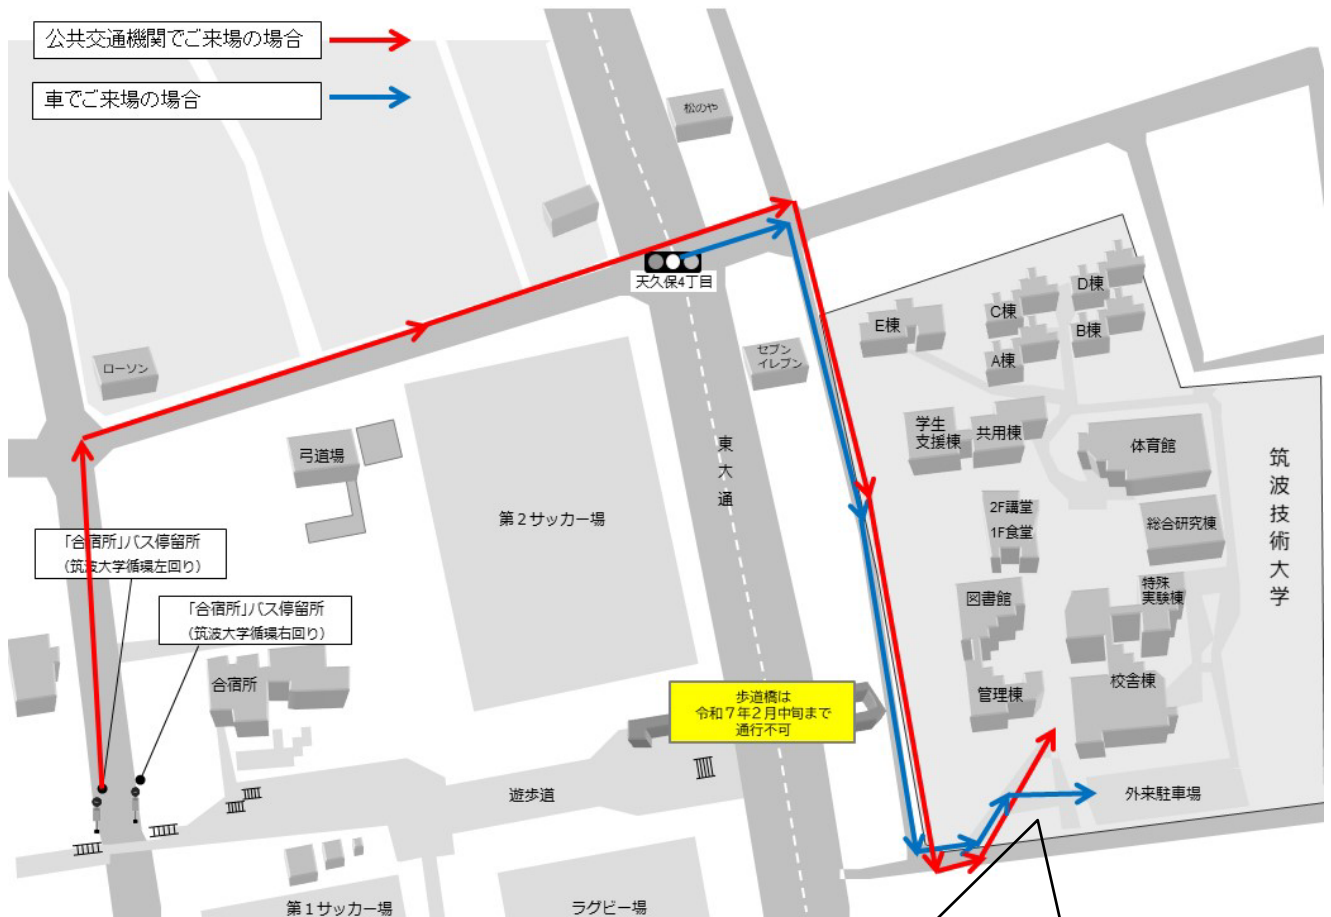 公共交通機関でご来場の場合
車でご来場の場合
松のや
天久保4丁目
ローソン
セブン
イレブン
E棟
C棟
D棟
A棟
B棟
弓道場
東大通
学生
支援棟
共用棟
体育館
第2サッカー場
2F講堂
1F食堂
総合研究棟
筑波技術大学
「合宿所」バス停留所
（筑波大学循環左回り）
「合宿所」バス停留所
（筑波大学循環右回り）
図書館
特殊
実験棟
合宿所
歩道橋は
令和7年2月中旬まで
通行不可
管理棟
校舎棟
遊歩道
外来駐車場
第1サッカー場
ラグビー場